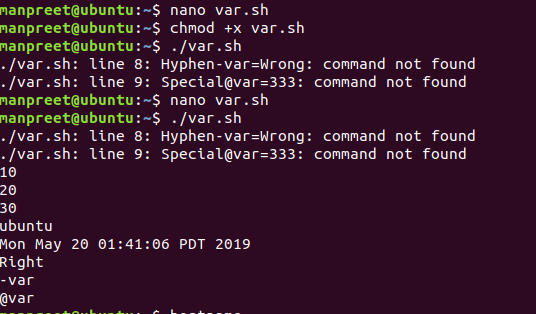 manpreet@ubuntu:~$ nano var.sh
manpreet@ubuntu:~$ chmod +x var.sh
manpreet@ubuntu:~$ ./var.sh
./var.sh: line 8: Hyphen-var=Wrong: command not found
./var.sh: line 9: Special@var=333: command not found
manpreet@ubuntu:~$ nano var.sh
manpreet@ubuntu:~$ ./var.sh
./var.sh: line 8: Hyphen-var=Wrong: command not found
./var.sh: line 9: Special@var=333: command not found
10
20
30
ubuntu
Mon May 20 01:41:06 PDT 2019
Right
-var
@var
manpreet@ubuntu:~$ hostname